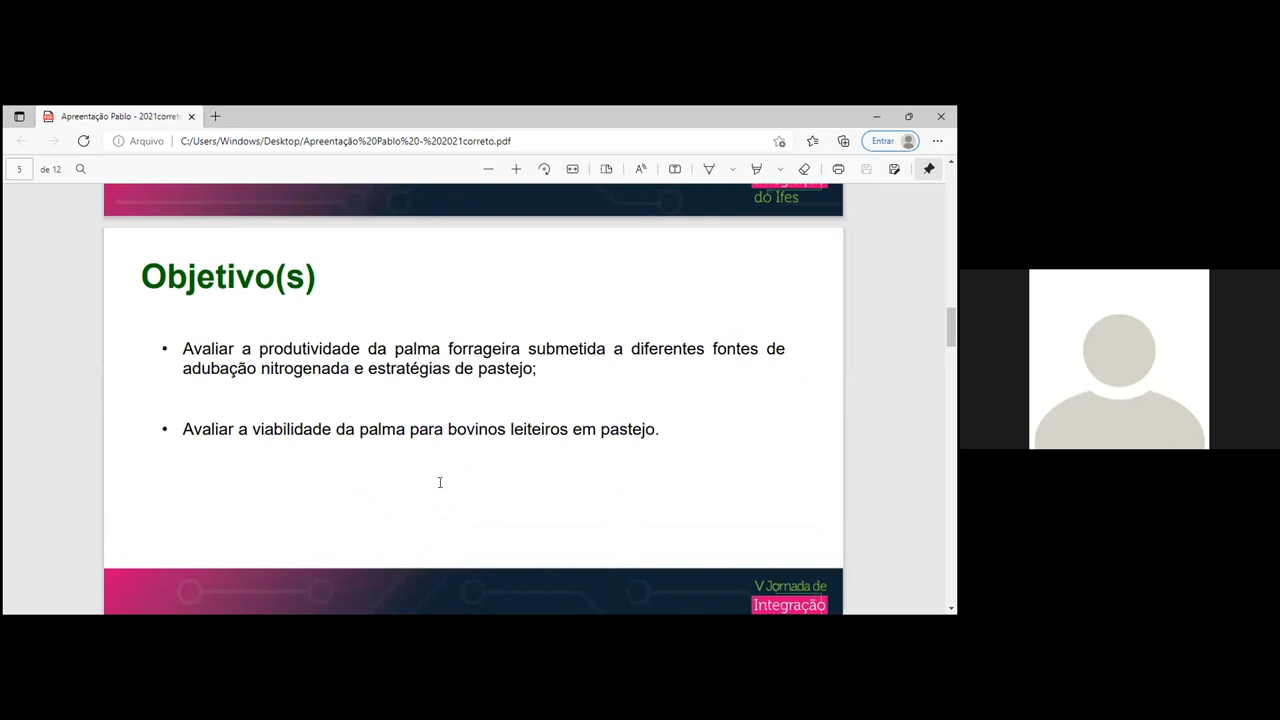 Apreentação Pablo - 2021corret
Arquivo
C:/Users/Windows/Desktop/Apreentação%20Pablo%20-%202021correto.pdf
Entrar
5 de 12
do Ifes
Objetivo(s)
• Avaliar a produtividade da palma forrageira submetida a diferentes fontes de
adubação nitrogenada e estratégias de pastejo;
• Avaliar a viabilidade da palma para bovinos leiteiros em pastejo.
V Jornada de
Integração